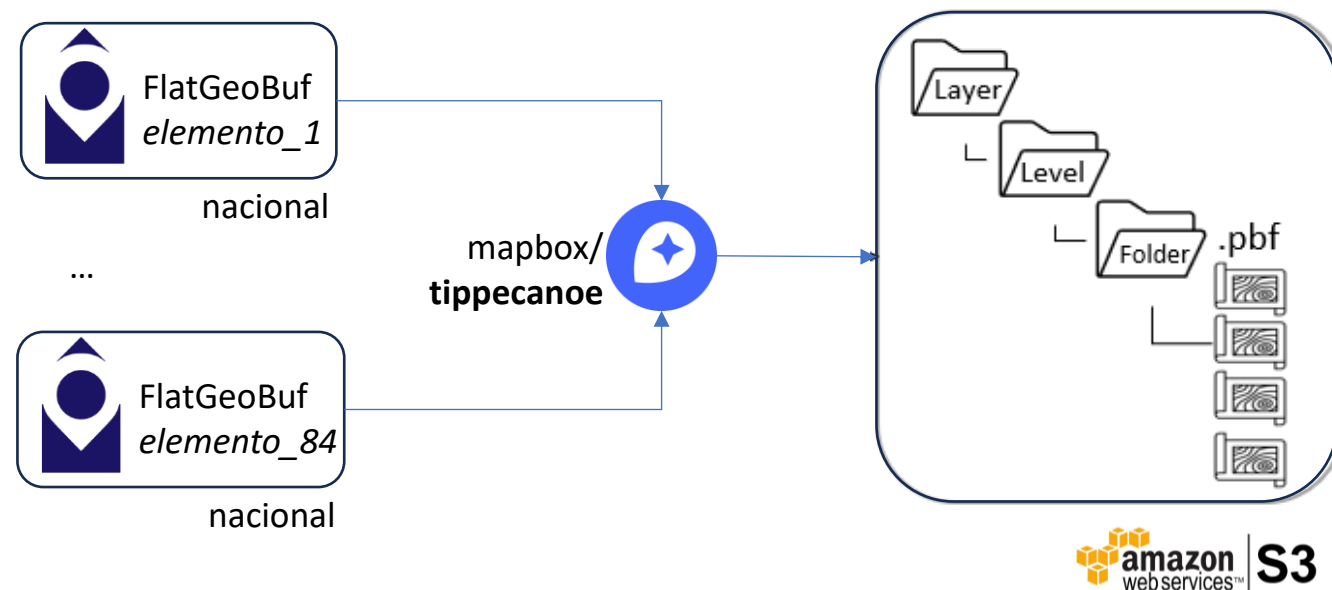 FlatGeoBuf
elemento_1
nacional
...
FlatGeoBuf
elemento_84
nacional
mapbox/
tippecanoe
Layer
Level
Folder
.pbf
amazon
web services™
S3